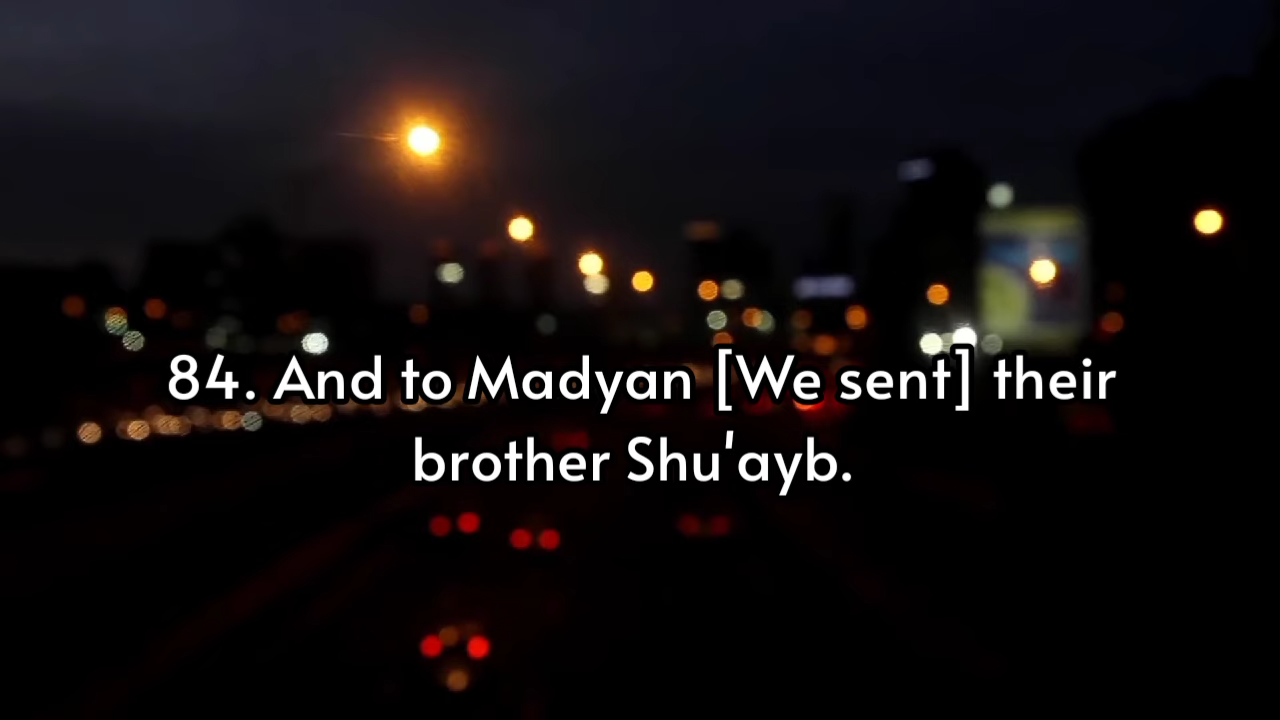 84. And to Madyan [We sent] their
brother Shu'ayb.